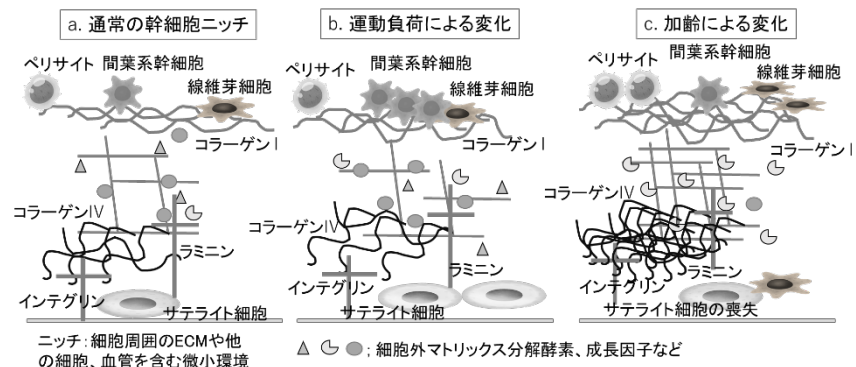 a. 通常の幹細胞ニッチ
ペリサイト
間葉系幹細胞
線維芽細胞
コラーゲンI
コラーゲンIV
ラミニン
インテグリン
サテライト細胞
ニッチ:細胞周囲のECMや他
の細胞、血管を含む微小環境
b. 運動負荷による変化
ペリサイト
間葉系幹細胞
線維芽細胞
コラーゲンI
コラーゲンIV
ラミニン
インテグリン
サテライト細胞
; 細胞外マトリックス分解酵素、成長因子など
c. 加齢による変化
ペリサイト
間葉系幹細胞
線維芽細胞
コラーゲンI
コラーゲンIV
ラミニン
インテグリン
サテライト細胞の喪失